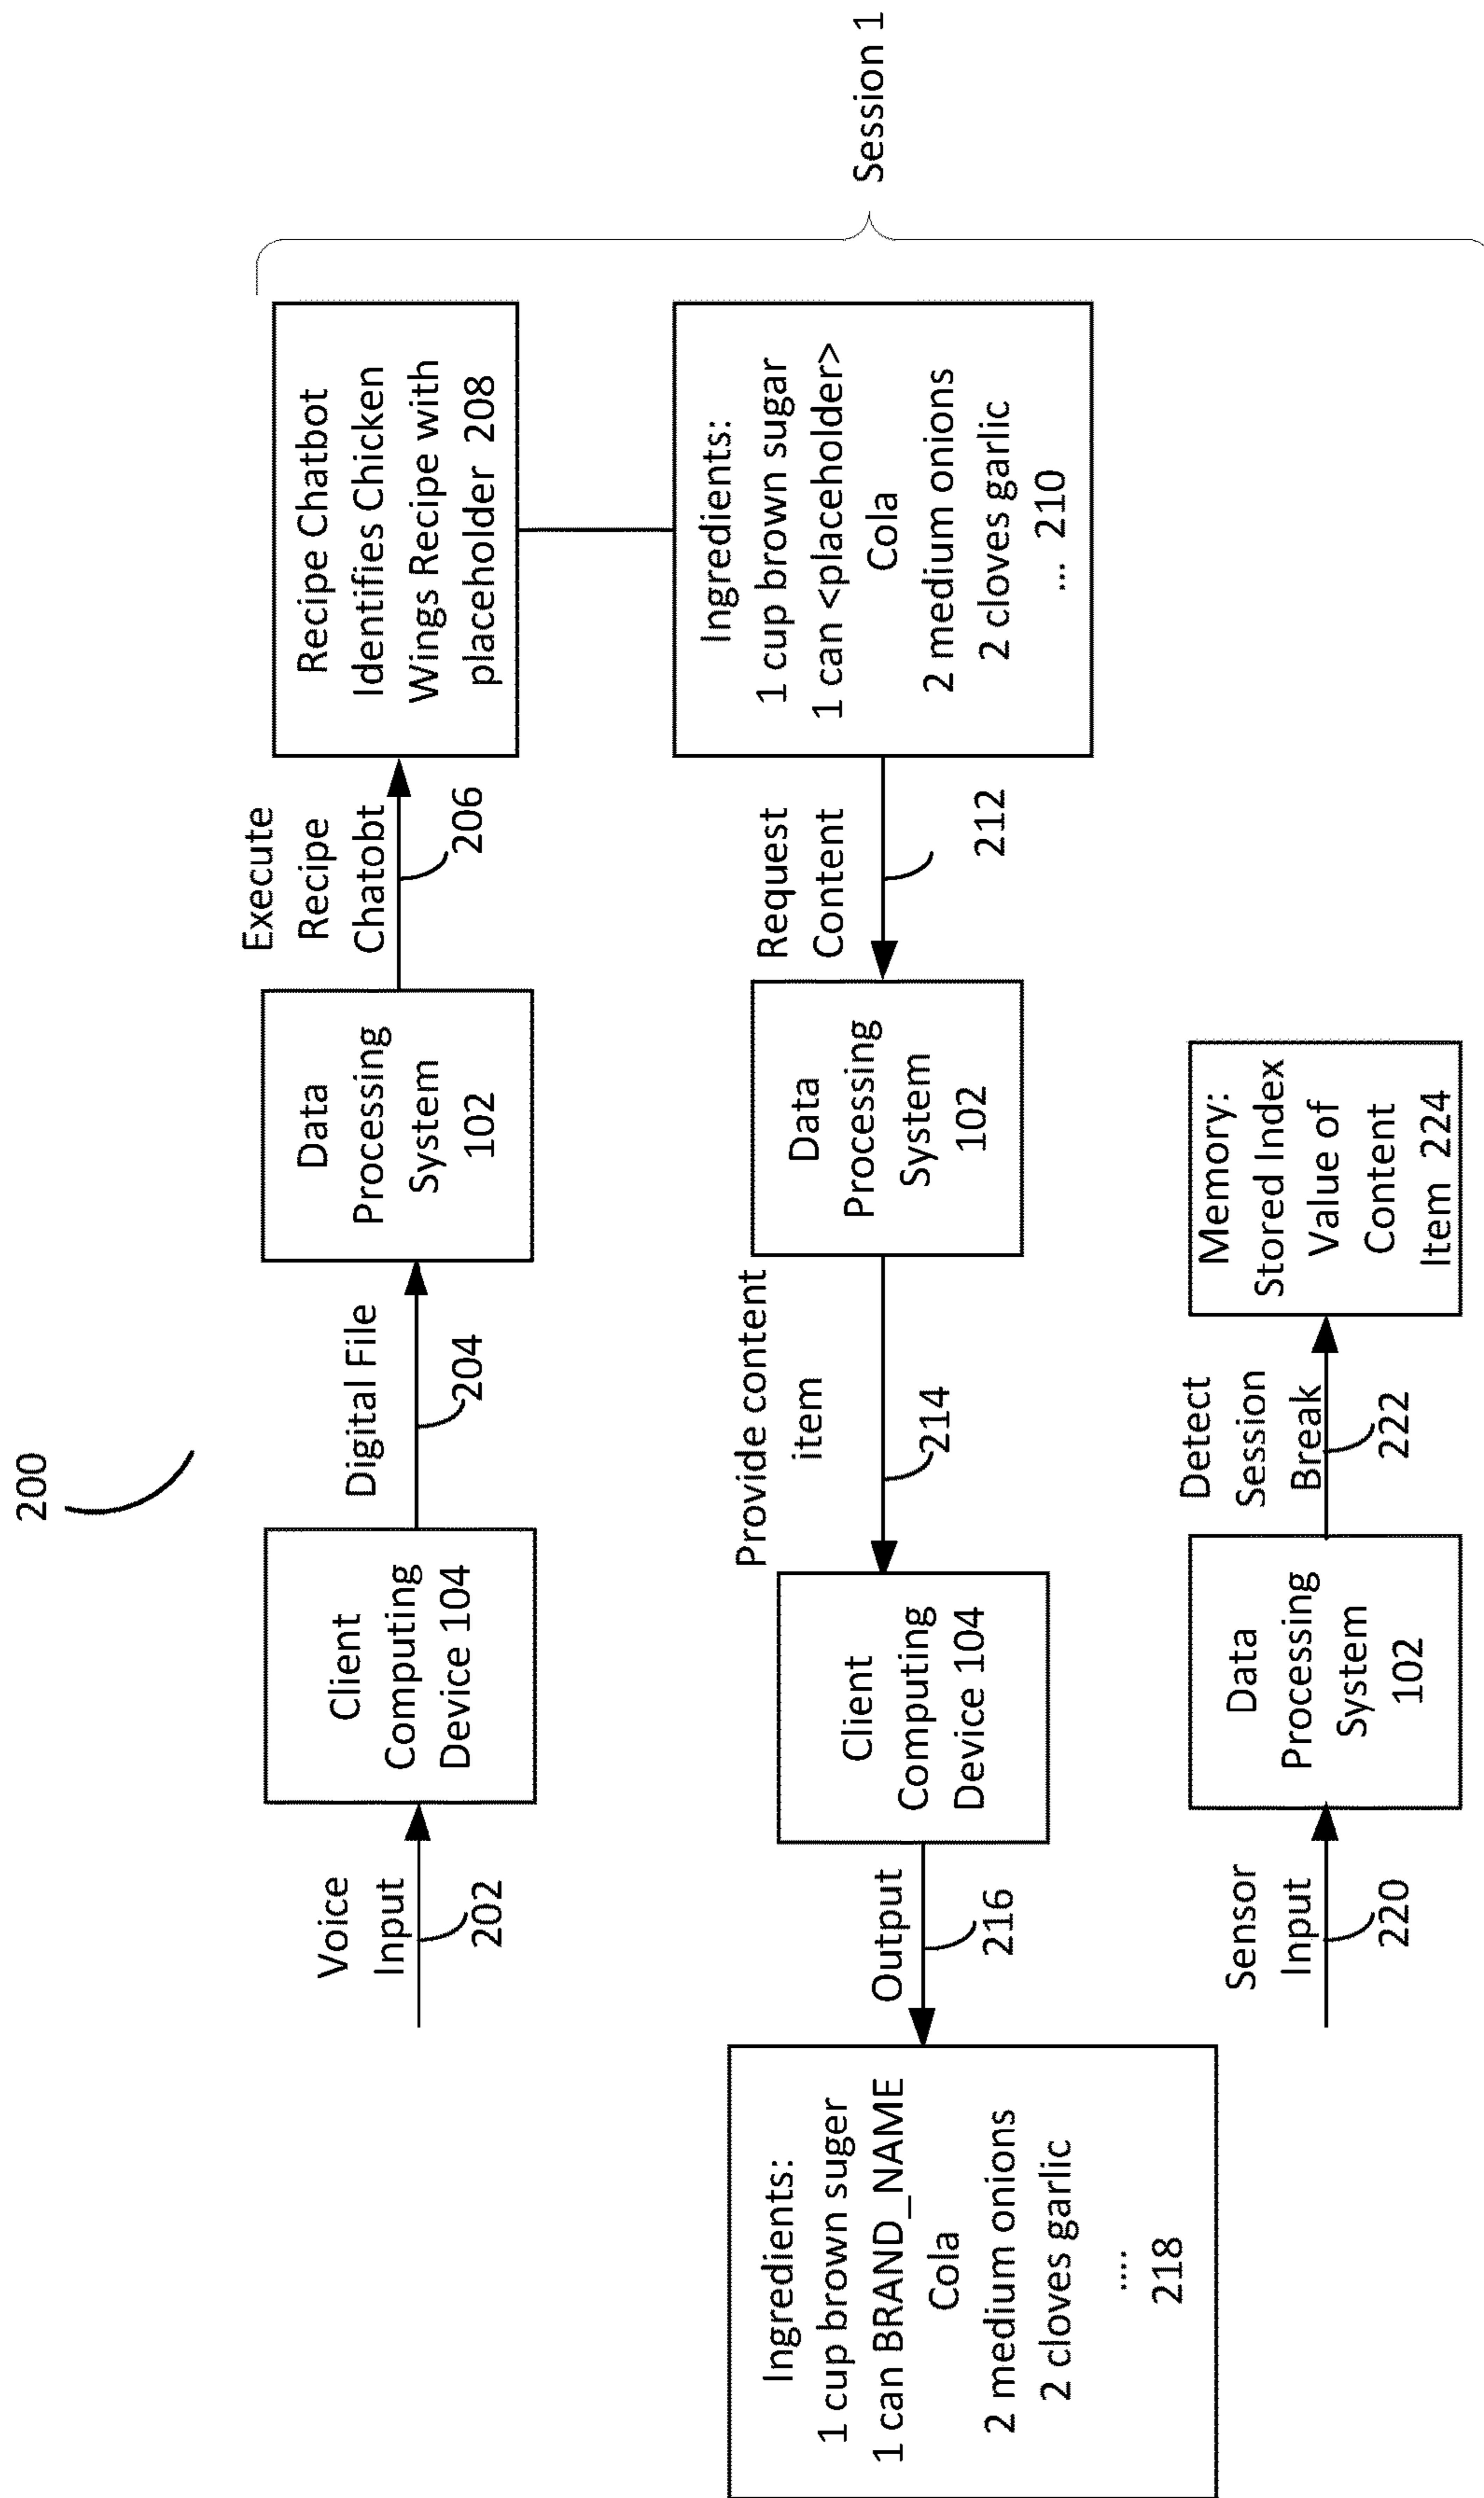 200
Voice
Input
202
Client
Computing
Device 104
Digital File
204
Data
Processing
System
102
Execute
Recipe
Chatobt
206
Recipe Chatbot
Identifies Chicken
Wings Recipe with
placeholder 208
Ingredients:
1 cup brown sugar
1 can <placeholder>
Cola
2 medium onions
2 cloves garlic
... 210
Request
Content
212
Data
Processing
System
102
Provide content
item
214
Client
Computing
Device 104
Output
216
Ingredients:
1 cup brown suger
1 can BRAND_NAME
Cola
2 medium onions
2 cloves garlic
....
218
Sensor
Input
220
Data
Processing
System
102
Detect
Session
Break
222
Memory:
Stored Index
Value of
Content
Item 224
Session 1